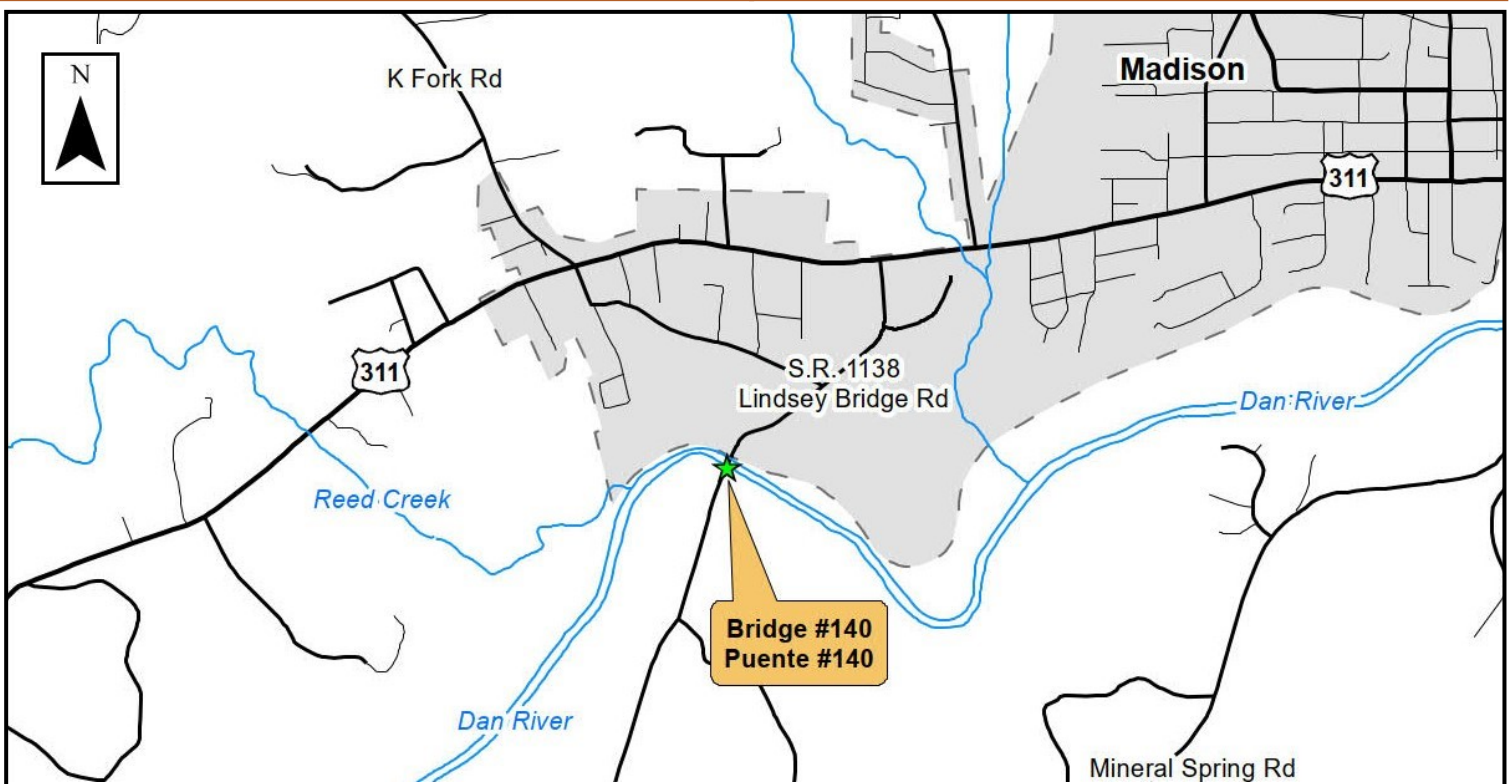 N
K Fork Rd
Madison
311
311
S.R. 1138
Lindsey Bridge Rd
Dan River
Reed Creek
Bridge #140
Puente #140
Dan River
Mineral Spring Rd